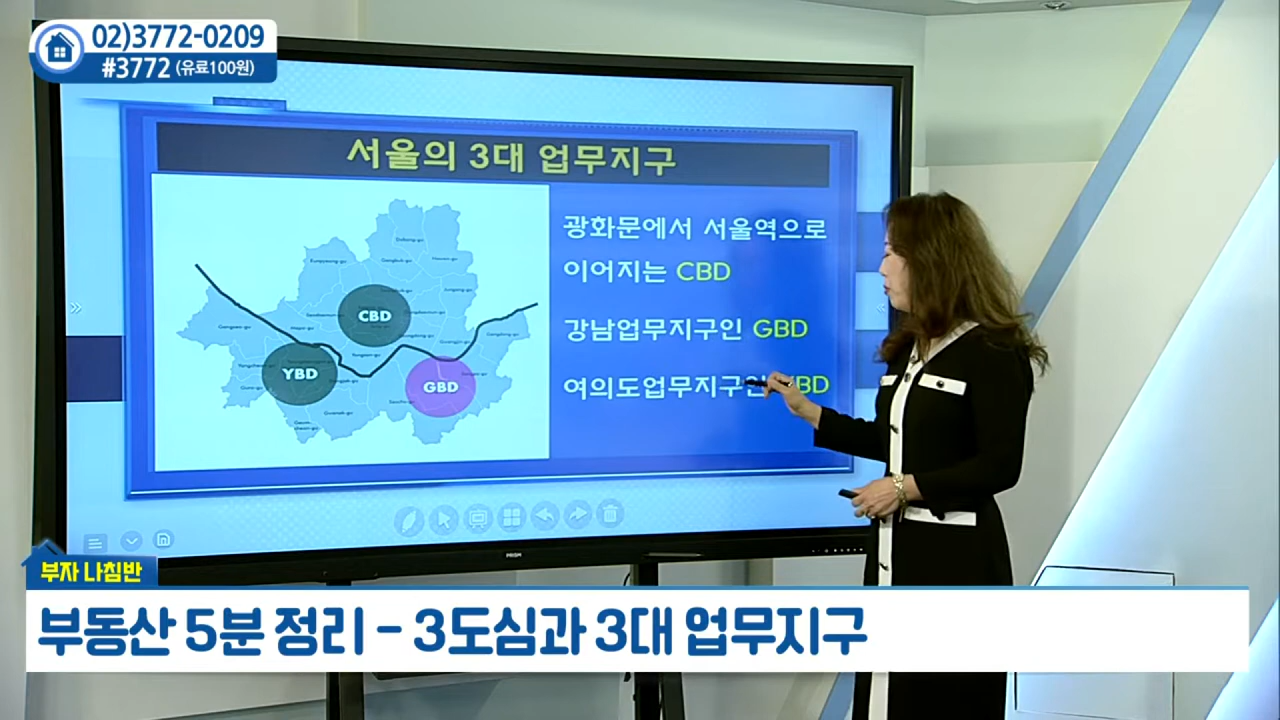 02)3772-0209
#3772 (유료100원)
서울의 3대 업무지구
광화문에서 서울역으로
이어지는 CBD
강남업무지구인 GBD
여의도업무지구인 BD
CBD
YBD
GBD
PRISM
부자 나침반
부동산 5분 정리 - 3도심과 3대 업무지구